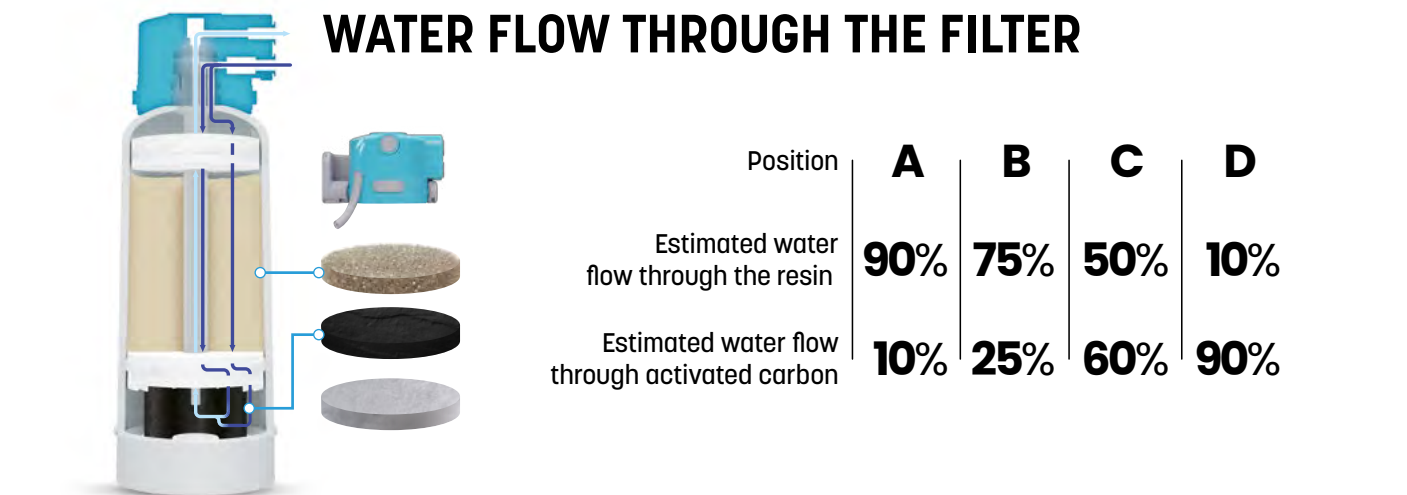 WATER FLOW THROUGH THE FILTER
Position A B C D
Estimated water
flow through the resin 90% 75% 50% 10%
Estimated water flow
through activated carbon 10% 25% 60% 90%